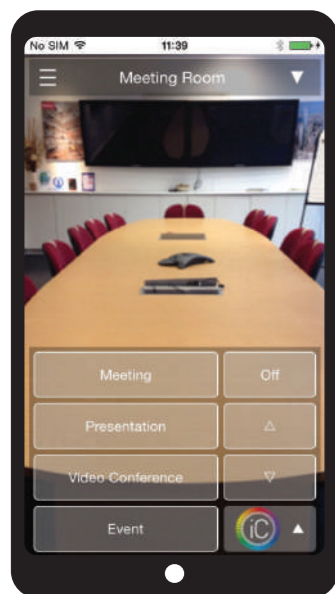 No SIM 11:39
Meeting Room
Meeting Off
Presentation
Video Conference
Event iC